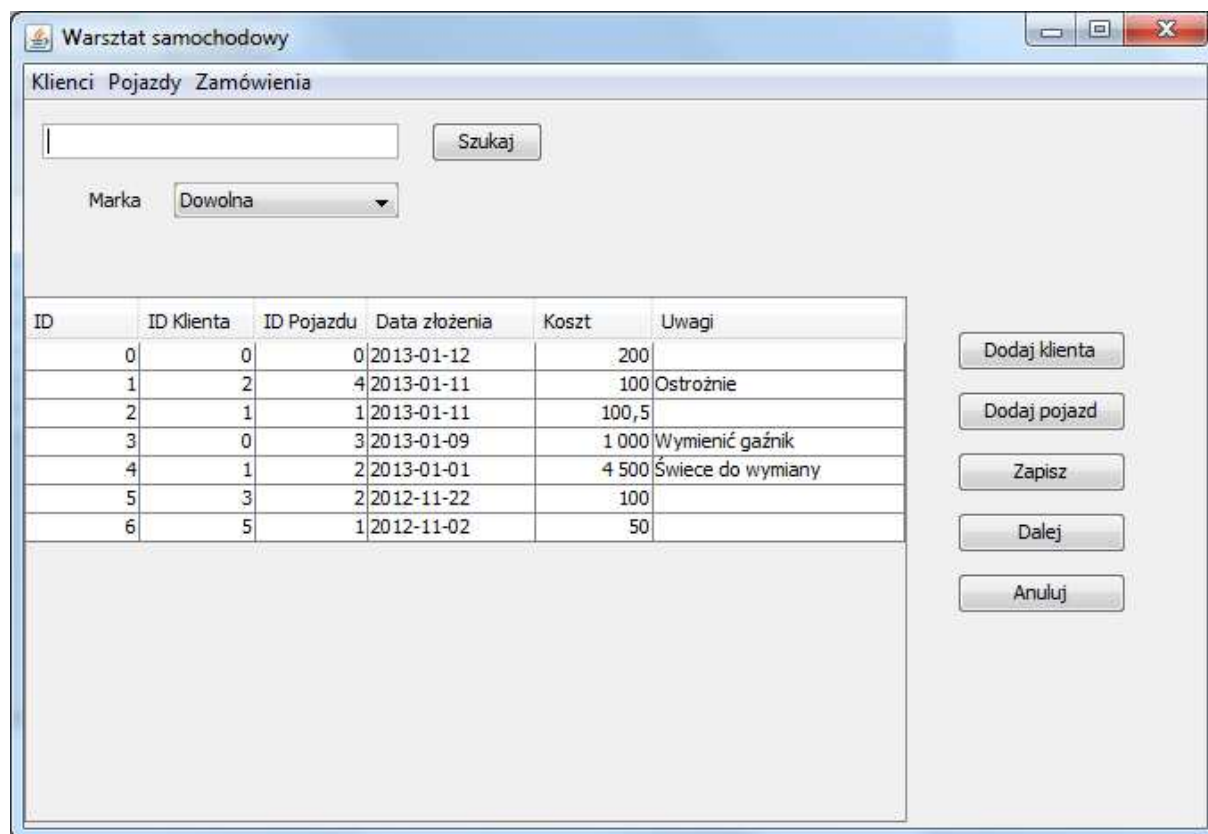 Warsztat samochodowy
Klienci Pojazdy Zamówienia
Szukaj
Marka Dowolna
ID ID Klienta ID Pojazdu Data złożenia Koszt Uwagi
0 0 0 2013-01-12 200
1 2 4 2013-01-11 100 Ostrożnie
2 1 1 2013-01-11 100,5
3 0 3 2013-01-09 1 000 Wymienić gaźnik
4 1 2 2013-01-01 4 500 Świece do wymiany
5 3 2 2012-11-22 100
6 5 1 2012-11-02 50
Dodaj klienta
Dodaj pojazd
Zapisz
Dalej
Anuluj